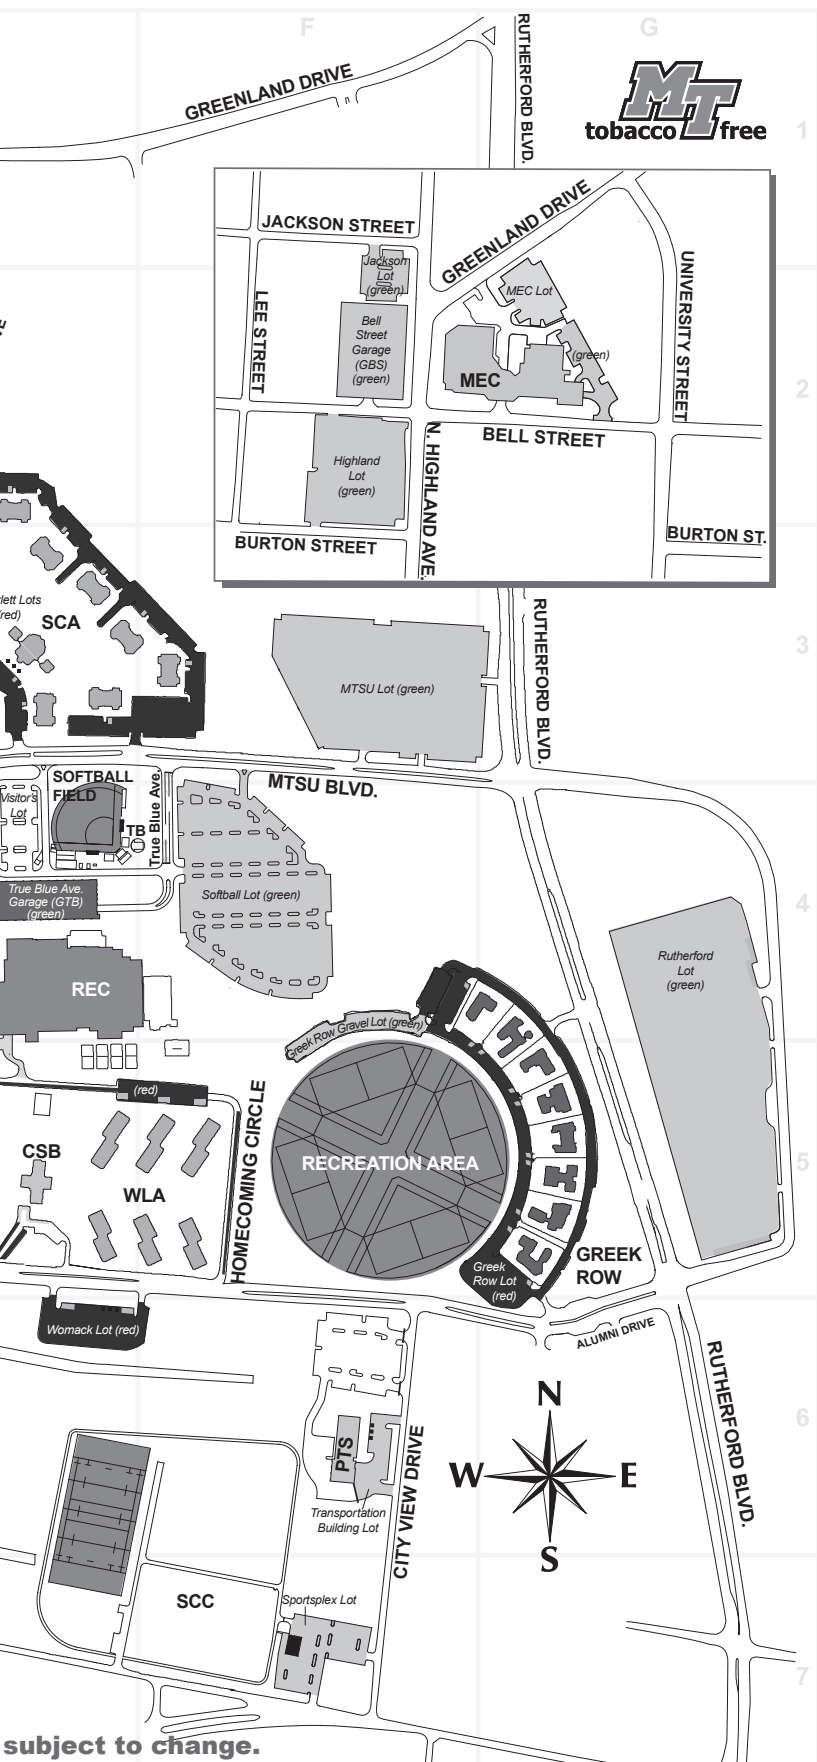 F
G
RUTHERFORD BLVD.
GREENLAND DRIVE
MT
tobacco free
1
JACKSON STREET
GREENLAND DRIVE
Jackson
Lot
(green)
MEC Lot
UNIVERSITY STREET
LEE STREET
Bell
Street
Garage
(GBS)
(green)
(green)
MEC
2
BELL STREET
N. HIGHLAND AVE.
Highland
Lot
(green)
BURTON STREET
BURTON ST.
lett Lots
red)
SCA
RUTHERFORD BLVD.
3
MTSU Lot (green)
MTSU BLVD.
SOFTBALL
FIELD
Visitor's
Lot
TB
True Blue Ave.
True Blue Ave.
Garage (GTB)
(green)
Softball Lot (green)
4
Rutherford
Lot
(green)
REC
Greek Row Gravel Lot (green)
(red)
HOMECOMING CIRCLE
CSB
WLA
RECREATION AREA
5
GREEK
ROW
Greek
Row Lot
(red)
Womack Lot (red)
ALUMNI DRIVE
RUTHERFORD BLVD.
N
W
E
S
6
PTS
CITY VIEW DRIVE
Transportation
Building Lot
SCC
Sportsplex Lot
7
subject to change.